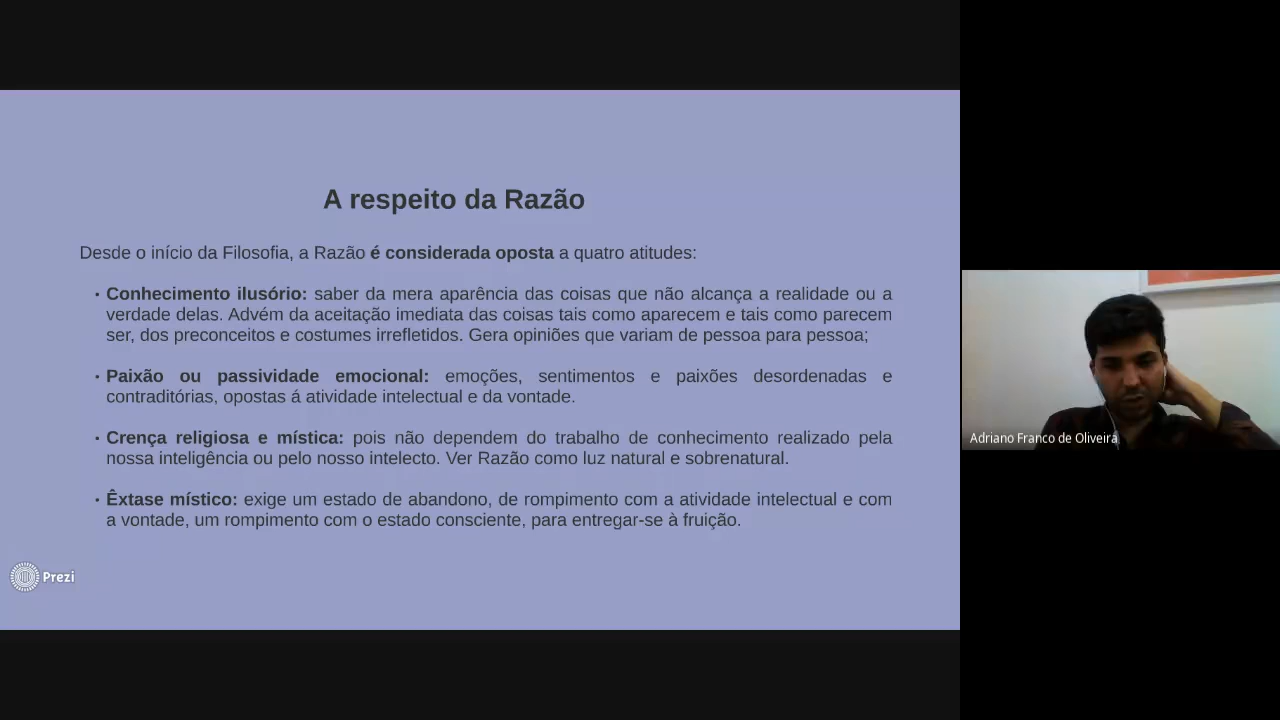 A respeito da Razão
Desde o início da Filosofia, a Razão é considerada oposta a quatro atitudes:
· Conhecimento ilusório: saber da mera aparência das coisas que não alcança a realidade ou a
verdade delas. Advém da aceitação imediata das coisas tais como aparecem e tais como parecem
ser, dos preconceitos e costumes irrefletidos. Gera opiniões que variam de pessoa para pessoa;
· Paixão ou passividade emocional: emoções, sentimentos e paixões desordenadas e
contraditórias, opostas á atividade intelectual e da vontade.
· Crença religiosa e mística: pois não dependem do trabalho de conhecimento realizado pela
nossa inteligência ou pelo nosso intelecto. Ver Razão como luz natural e sobrenatural.
· Êxtase místico: exige um estado de abandono, de rompimento com a atividade intelectual e com
a vontade, um rompimento com o estado consciente, para entregar-se à fruição.
Prezi
Adriano Franco de Oliveira